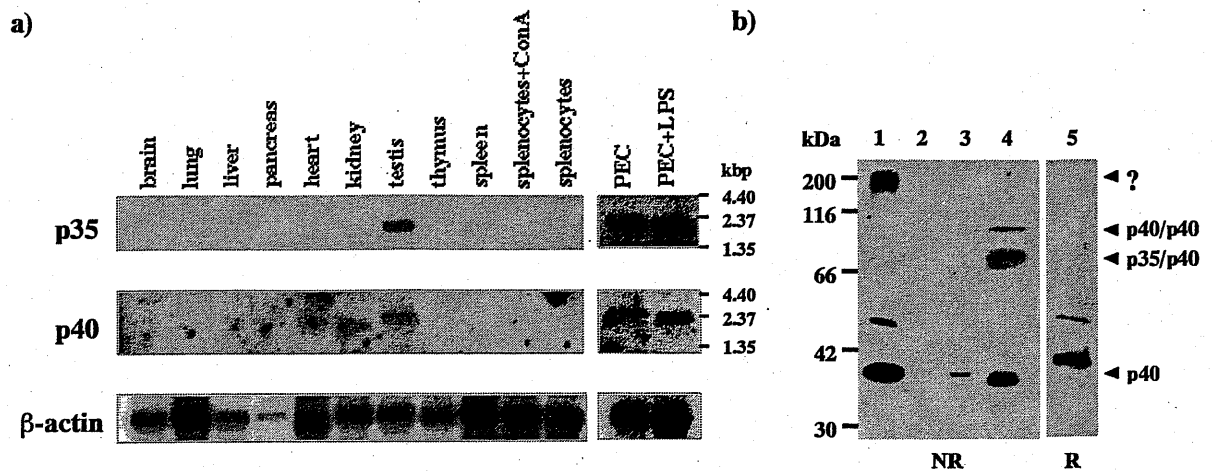 a)
brain
lung
liver
pancreas
heart
kidney
testis
thymus
spleen
splenocytes+ConA
splenocytes
PEC
PEC+LPS
kbp
p35
4.40
2.37
1.35
p40
4.40
2.37
1.35
β-actin
b)
kDa 1 2 3 4 5
200
116
66
42
30
?
p40/p40
p35/p40
p40
NR R